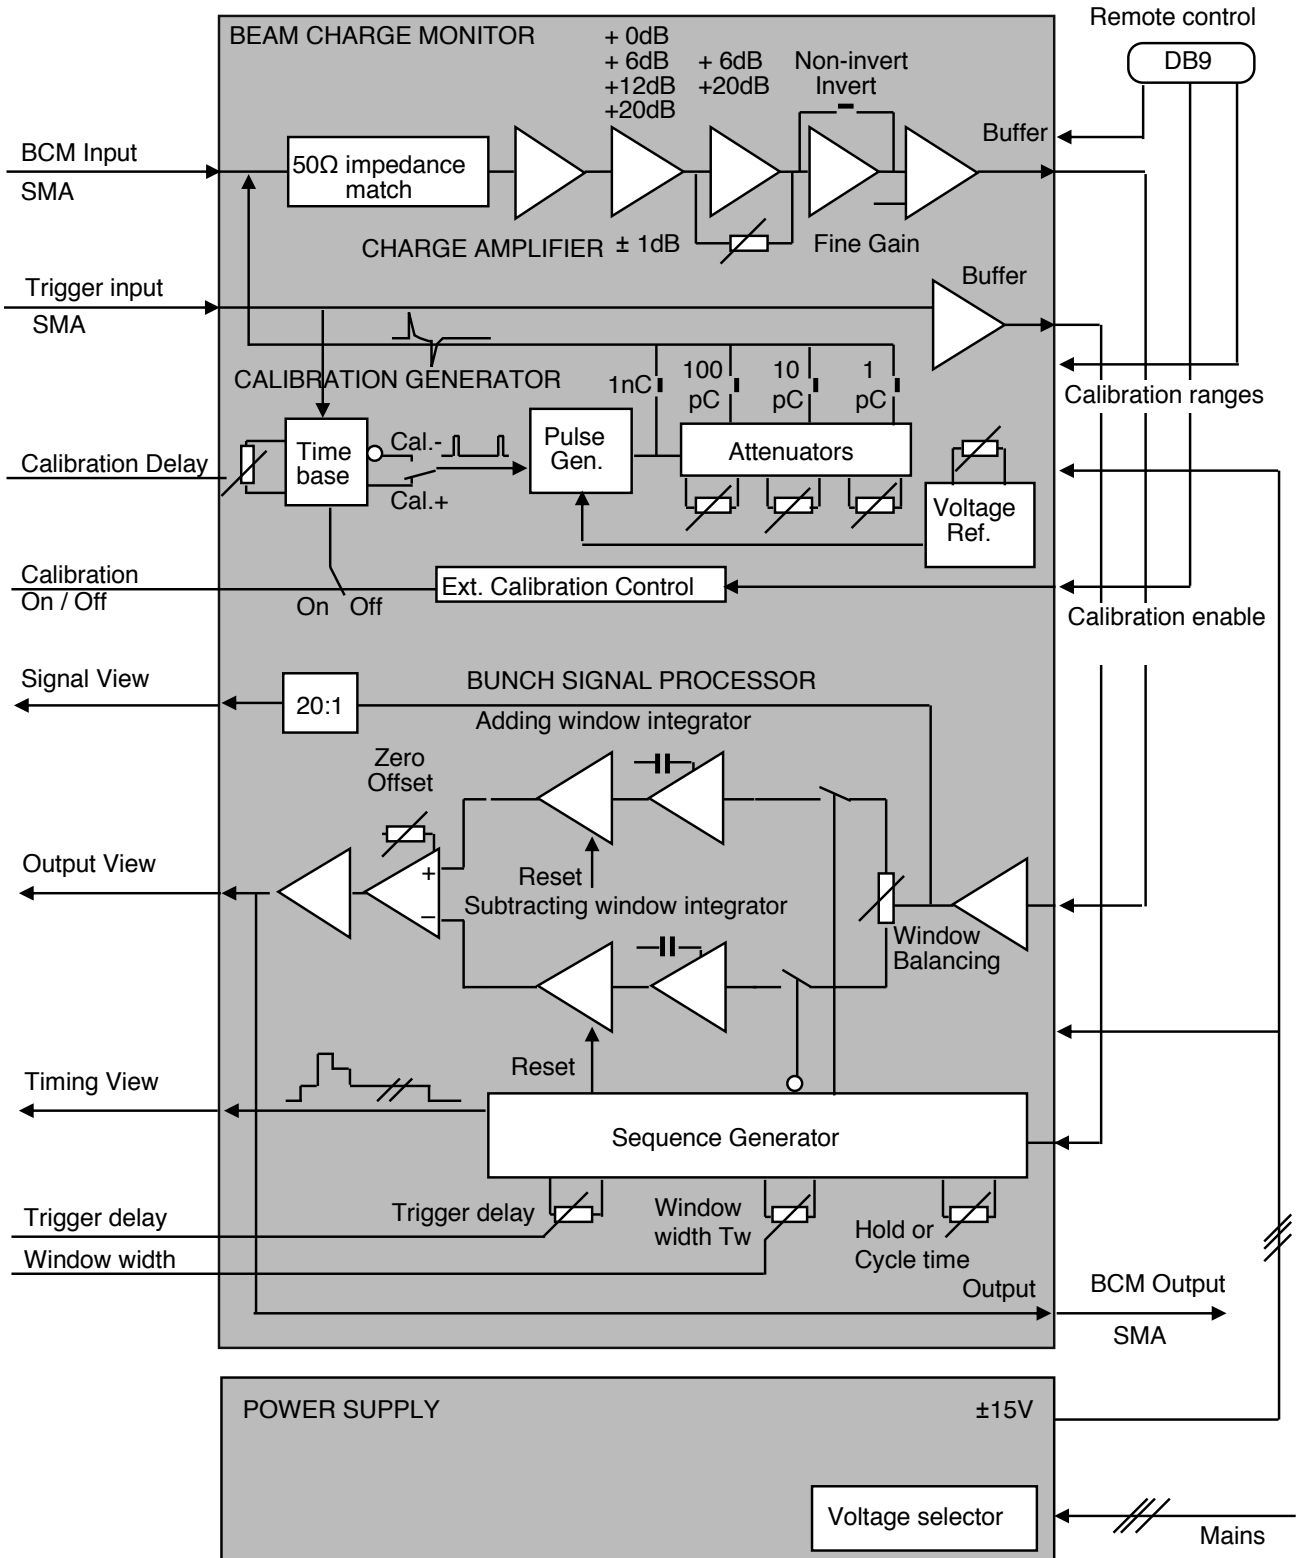 Remote control
DB9
BEAM CHARGE MONITOR
+ 0dB
+ 6dB
+12dB
+20dB
+ 6dB
+20dB
Non-invert
Invert
Buffer
BCM Input
SMA
50Ω impedance
match
CHARGE AMPLIFIER
± 1dB
Fine Gain
Trigger input
SMA
Buffer
CALIBRATION GENERATOR
1nC
100
pC
10
pC
1
pC
Calibration ranges
Calibration Delay
Time
base
Cal.-
Cal.+
Pulse
Gen.
Attenuators
Voltage
Ref.
Calibration
On / Off
On
Off
Ext. Calibration Control
Calibration enable
Signal View
20:1
BUNCH SIGNAL PROCESSOR
Adding window integrator
Zero
Offset
Output View
+
–
Reset
Subtracting window integrator
Window
Balancing
Reset
Timing View
Sequence Generator
Trigger delay
Trigger delay
Window
width Tw
Hold or
Cycle time
Window width
Output
BCM Output
SMA
POWER SUPPLY
±15V
Voltage selector
Mains